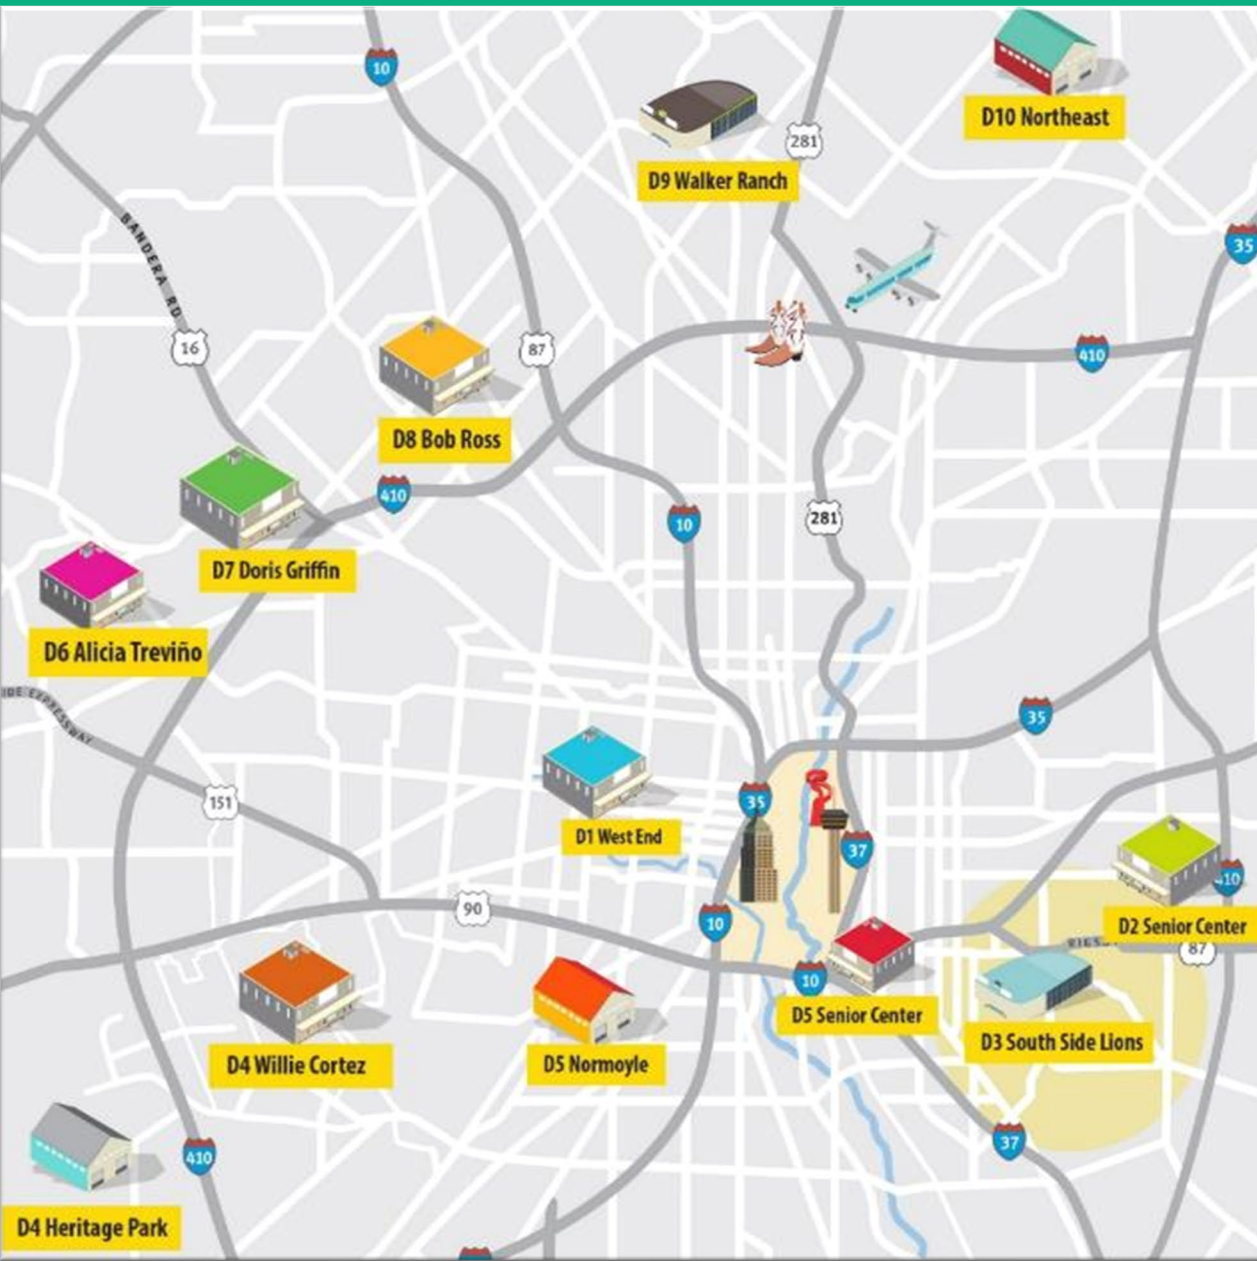 10
D10 Northeast
281
D9 Walker Ranch
BANDERA RD
35
16
87
410
D8 Bob Ross
410
10
281
D7 Doris Griffin
D6 Alicia Treviño
IDE EXPRESSWAY
35
151
35
D1 West End
37
410
90
10
D2 Senior Center
87
10
D5 Senior Center
D3 South Side Lions
D4 Willie Cortez
D5 Normoyle
37
410
D4 Heritage Park